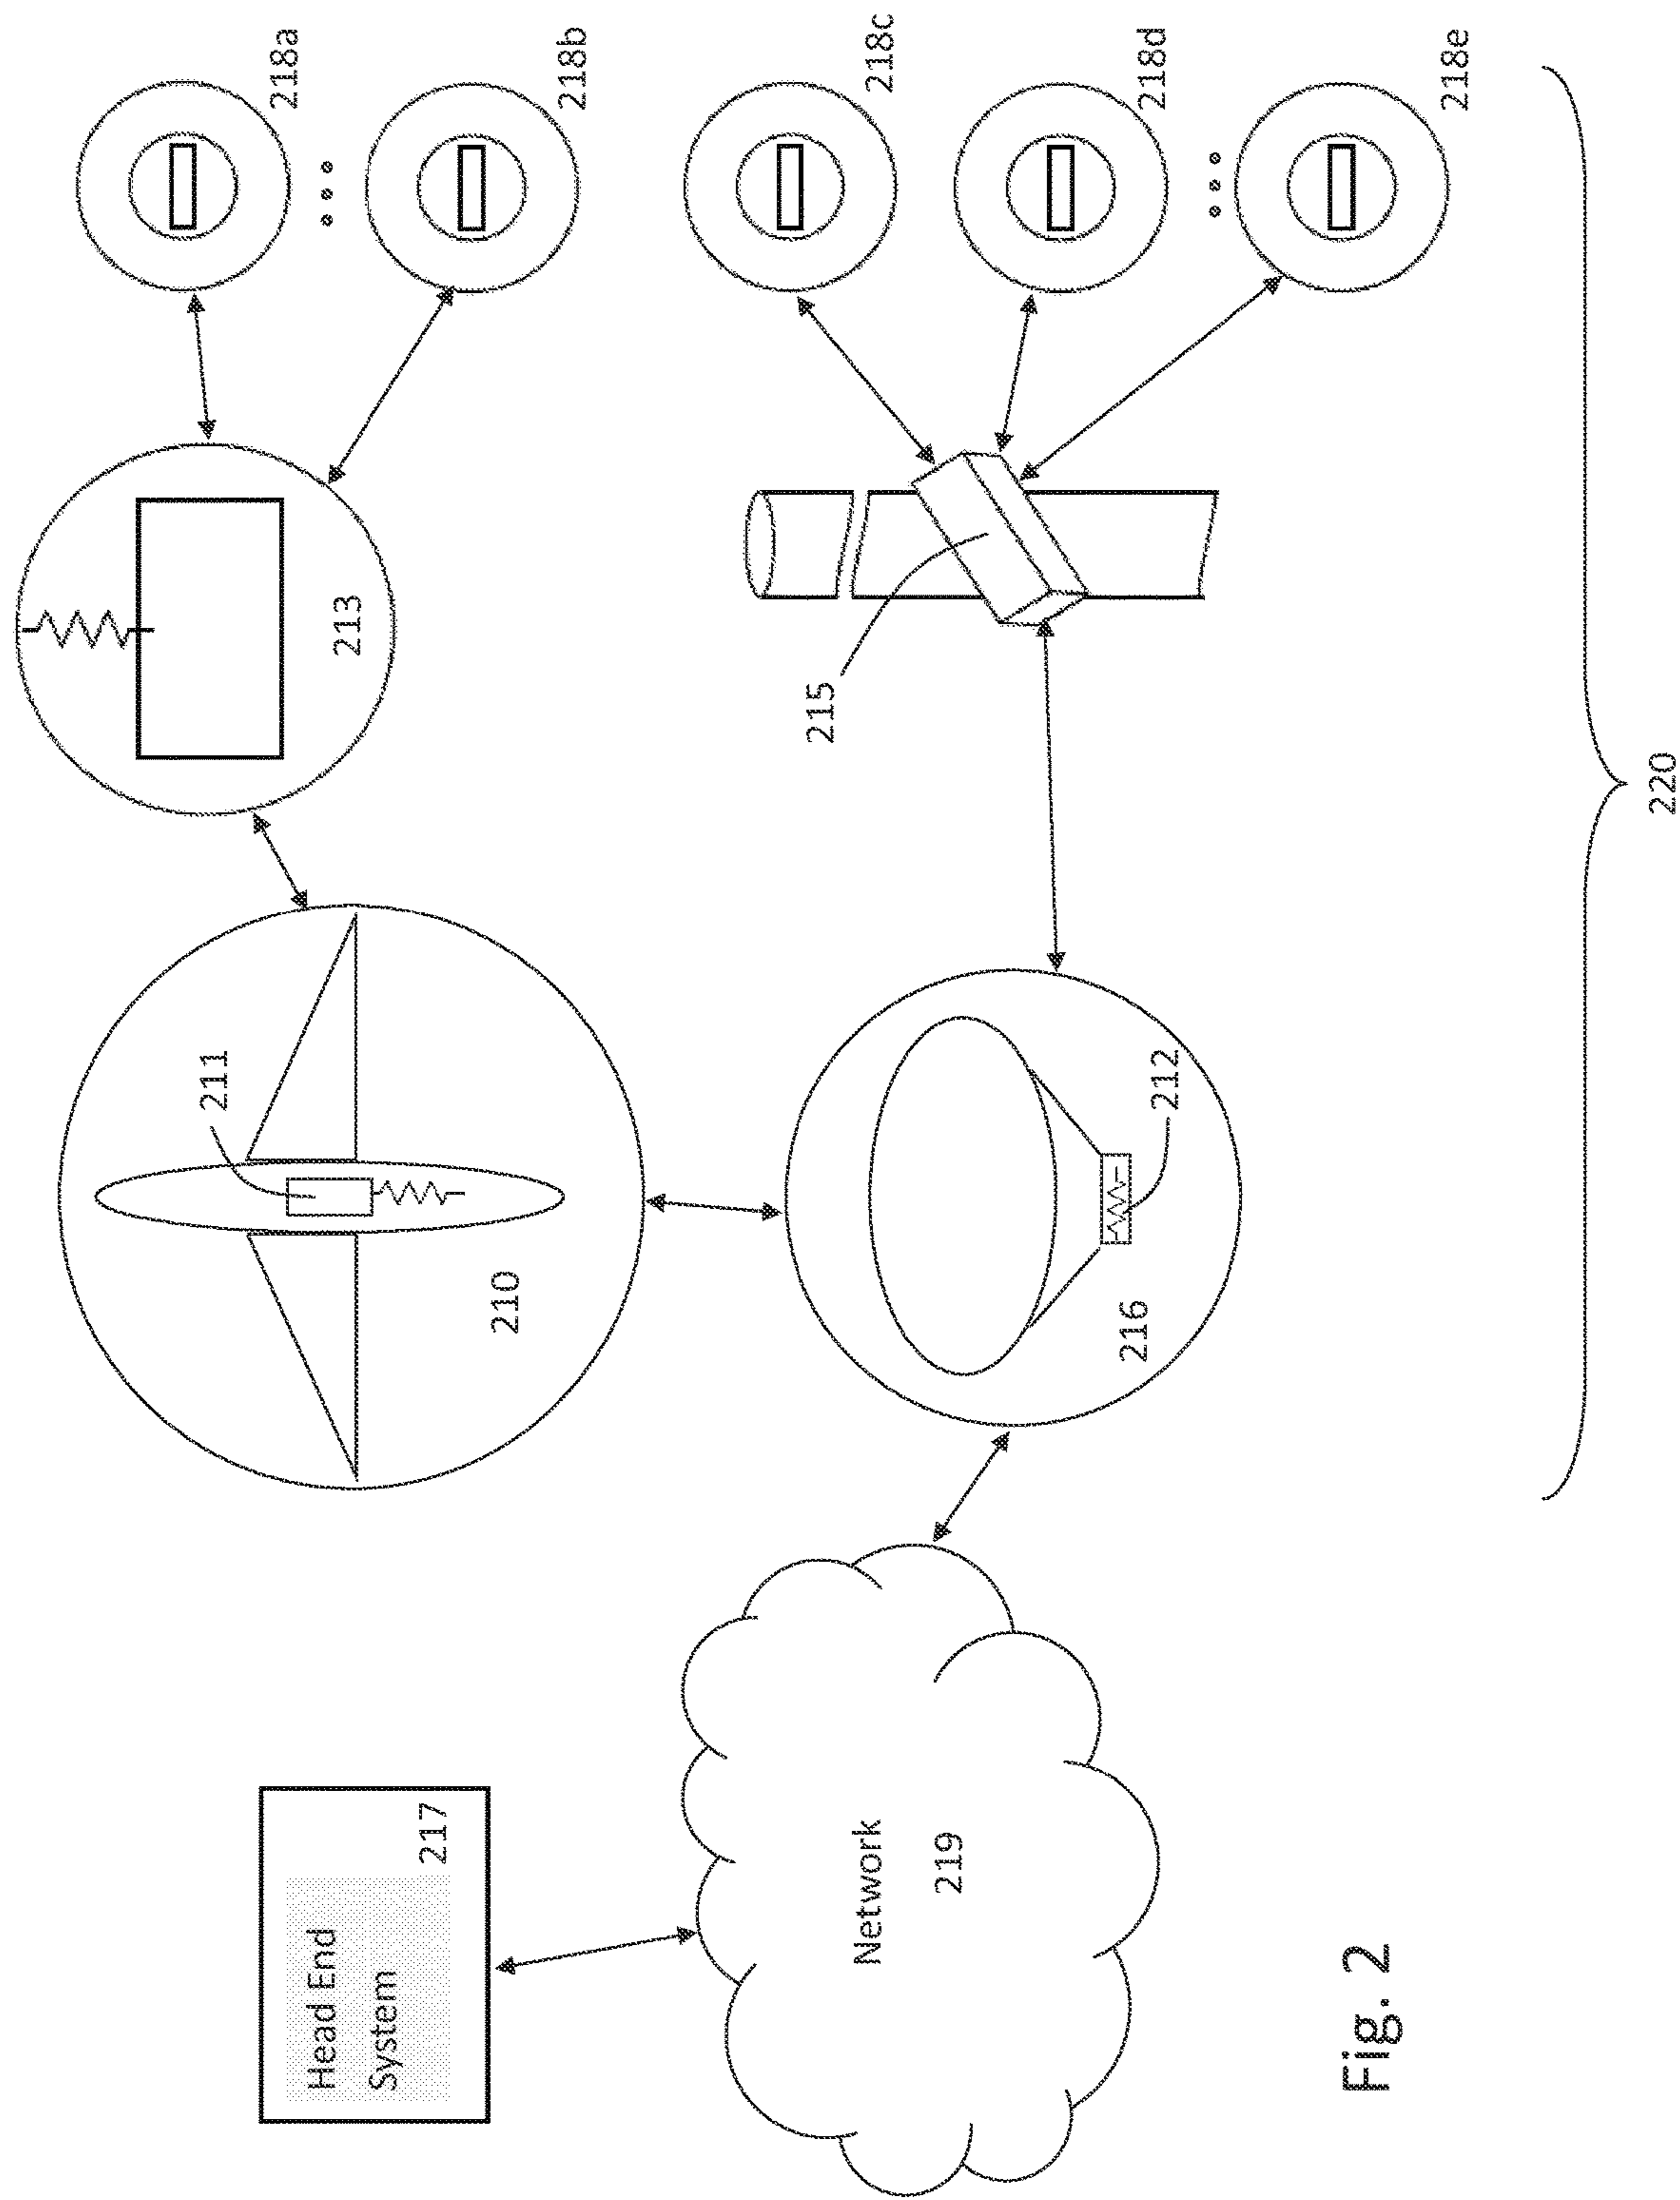 Head End
System
217
Network
219
210
211
216
212
213
215
218a
218b
218c
218d
218e
220
Fig. 2